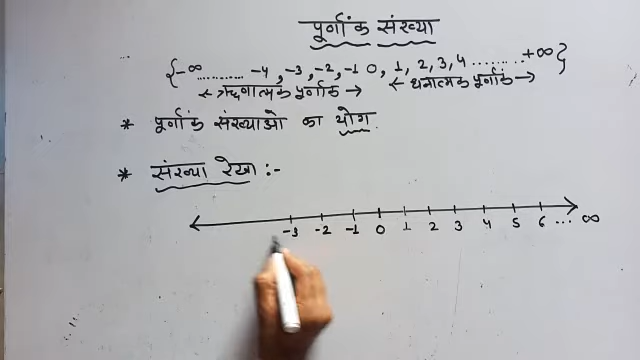 पूर्णांक संख्या
{-∞ ........... -4, -3, -2, -1 0, 1, 2, 3, 4 ........ +∞}
← ऋणात्मक पूर्णांक → ← धनात्मक पूर्णांक →
* पूर्णांक संख्याओ का योग.
* संख्या रेखा :-
-3 -2 -1 0 1 2 3 4 5 6 ... ∞